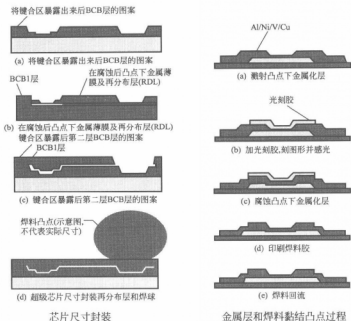 将键合区暴露出来后BCB层的图案
(a) 将键合区暴露出来后BCB层的图案
BCB1层
在腐蚀后凸点下金属薄
膜及再分布层(RDL)
(b) 在腐蚀后凸点下金属薄膜及再分布层(RDL)
键合区暴露后第二层BCB层的图案
BCB1层
(c) 键合区暴露后第二层BCB层的图案
焊料凸点(示意图,
不代表实际尺寸)
(d) 超级芯片尺寸封装再分布层和焊球
芯片尺寸封装
Al/Ni/V/Cu
(a) 溅射凸点下金属化层
光刻胶
(b) 加光刻胶,刻图形并感光
(c) 腐蚀凸点下金属化层
(d) 印刷焊料胶
(e) 焊料回流
金属层和焊料黏结凸点过程